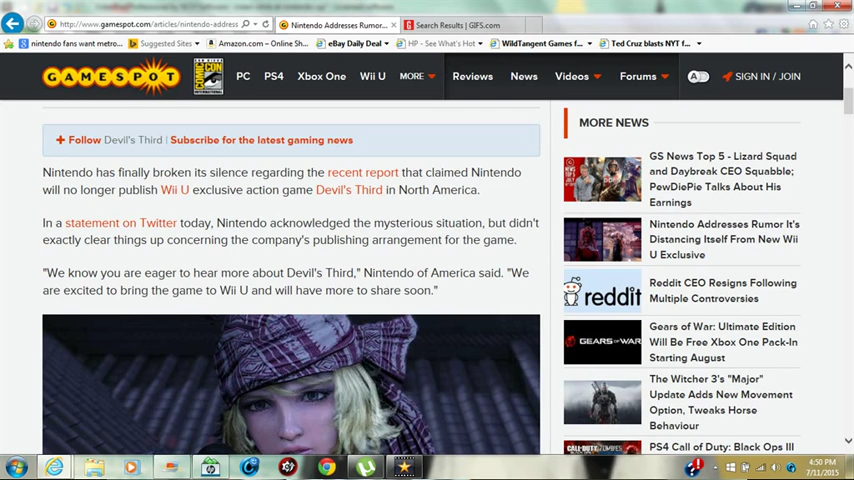 http://www.gamespot.com/articles/nintendo-address
Nintendo Addresses Rumor...
Search Results | GIFS.com
nintendo fans want metro...
Suggested Sites
Amazon.com – Online Sh...
eBay Daily Deal
HP - See What's Hot
WildTangent Games f...
Ted Cruz blasts NYT f...
GAMESPOT
COMIC CON
PC
PS4
Xbox One
Wii U
MORE
Reviews
News
Videos
Forums
SIGN IN / JOIN
Follow Devil's Third | Subscribe for the latest gaming news
Nintendo has finally broken its silence regarding the recent report that claimed Nintendo
will no longer publish Wii U exclusive action game Devil's Third in North America.
In a statement on Twitter today, Nintendo acknowledged the mysterious situation, but didn't
exactly clear things up concerning the company's publishing arrangement for the game.
"We know you are eager to hear more about Devil's Third," Nintendo of America said. "We
are excited to bring the game to Wii U and will have more to share soon."
MORE NEWS
GS News Top 5 - Lizard Squad
and Daybreak CEO Squabble;
PewDiePie Talks About His
Earnings
Nintendo Addresses Rumor It's
Distancing Itself From New Wii
U Exclusive
reddit
Reddit CEO Resigns Following
Multiple Controversies
GEARS OF WAR
Gears of War: Ultimate Edition
Will Be Free Xbox One Pack-In
Starting August
The Witcher 3's "Major"
Update Adds New Movement
Option, Tweaks Horse
Behaviour
CALL OF DUTY ZOMBIES
PS4 Call of Duty: Black Ops III
4:50 PM
7/11/2015